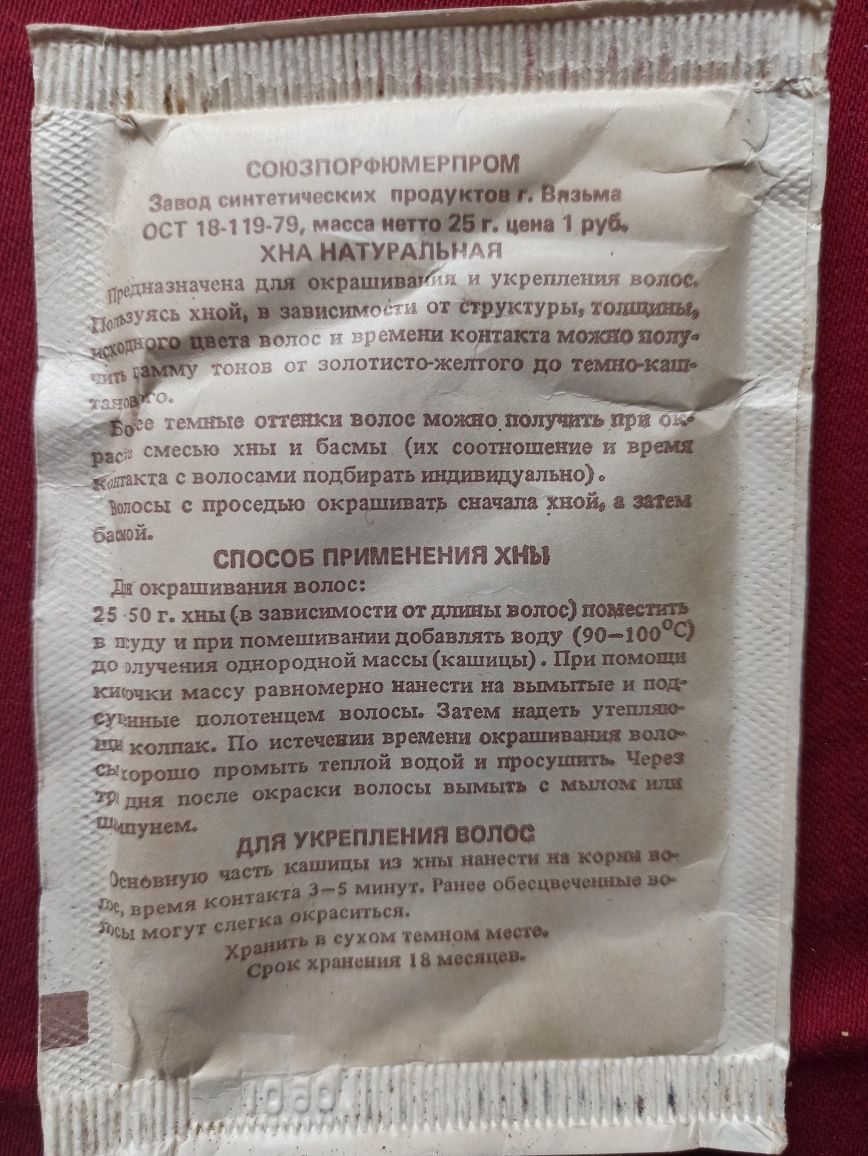 СОЮЗПОРФЮМЕРПРОМ
Завод синтетических продуктов г. Вязьма
ОСТ 18-119-79, масса нетто 25 г. цена 1 руб.
ХНА НАТУРАЛЬНАЯ
Предназначена для окрашивания и укрепления волос.
Пользуясь хной, в зависимости от структуры, толщины,
исходного цвета волос и времени контакта можно полу-
чить гамму тонов от золотисто-желтого до темно-каш-
танового.
Более темные оттенки волос можно получить при ок-
раске смесью хны и басмы (их соотношение и время
контакта с волосами подбирать индивидуально).
Волосы с проседью окрашивать сначала хной, а затем
басмой.
СПОСОБ ПРИМЕНЕНИЯ ХНЫ
Для окрашивания волос:
25-50 г. хны (в зависимости от длины волос) поместить
в посуду и при помешивании добавлять воду (90—100°С)
до получения однородной массы (кашицы). При помощи
кисточки массу равномерно нанести на вымытые и под-
сушенные полотенцем волосы. Затем надеть утепляю-
щий колпак. По истечении времени окрашивания воло-
сы хорошо промыть теплой водой и просушить. Через
три дня после окраски волосы вымыть с мылом или
шампунем.
ДЛЯ УКРЕПЛЕНИЯ ВОЛОС
Основную часть кашицы из хны нанести на корни во-
лос, время контакта 3—5 минут. Ранее обесцвеченные во-
лосы могут слегка окраситься.
Хранить в сухом темном месте.
Срок хранения 18 месяцев.